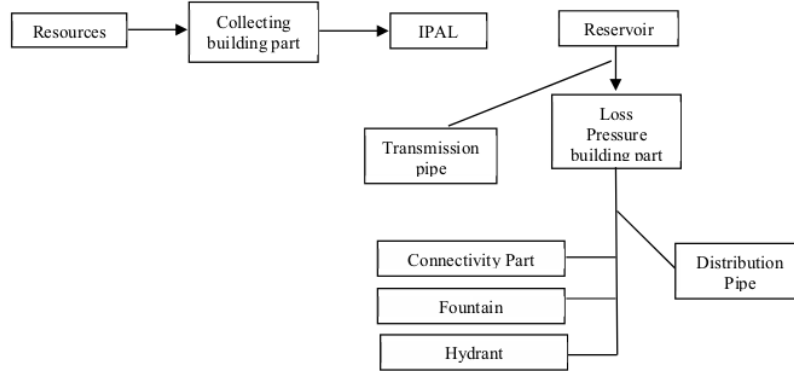 Resources
Collecting
building part
IPAL
Reservoir
Transmission
pipe
Loss
Pressure
building part
Connectivity Part
Fountain
Hydrant
Distribution
Pipe